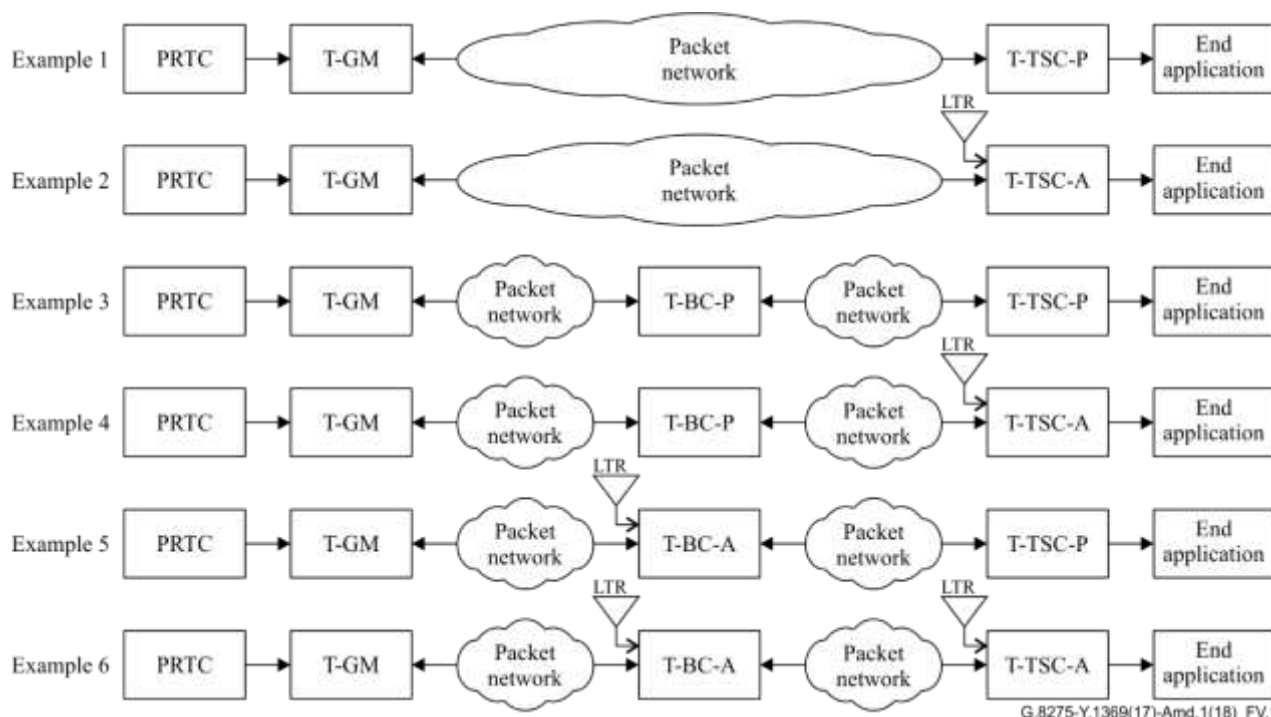 Example 1 PRTC T-GM Packet network T-TSC-P End application
LTR
Example 2 PRTC T-GM Packet network T-TSC-A End application
Example 3 PRTC T-GM Packet network T-BC-P Packet network T-TSC-P End application
LTR
Example 4 PRTC T-GM Packet network T-BC-P Packet network T-TSC-A End application
LTR
Example 5 PRTC T-GM Packet network T-BC-A Packet network T-TSC-P End application
LTR LTR
Example 6 PRTC T-GM Packet network T-BC-A Packet network T-TSC-A End application
G.8275-Y.1369(17)-Amd.1(18)